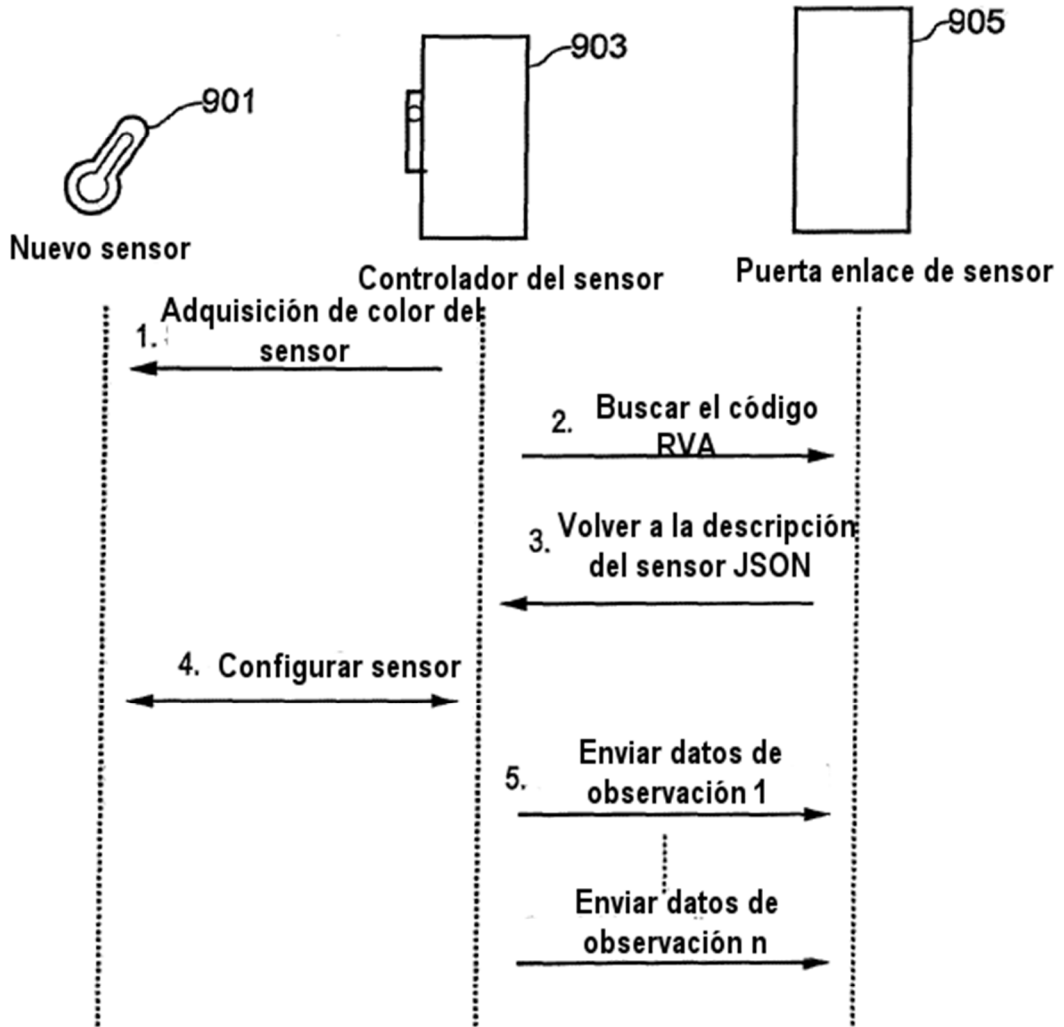 901
903
905
Nuevo sensor
Controlador del sensor
Puerta enlace de sensor
1. Adquisición de color del
sensor
2. Buscar el código
RVA
3. Volver a la descripción
del sensor JSON
4. Configurar sensor
5. Enviar datos de
observación 1
Enviar datos de
observación n